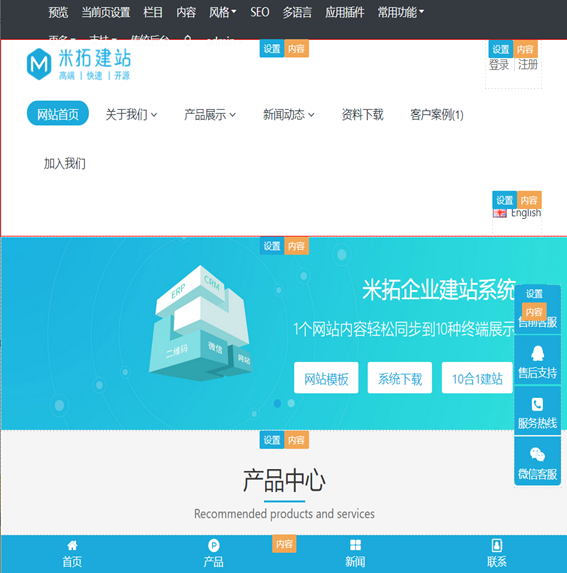 预览 当前页设置 栏目 内容 风格 SEO 多语言 应用插件 常用功能
admin
米拓建站
高端 | 快速 | 开源
设置 内容
设置 内容
登录 | 注册
网站首页 关于我们 产品展示 新闻动态 资料下载 客户案例(1)
加入我们
设置 内容
English
设置 内容
米拓企业建站系统
1个网站内容轻松同步到10种终端展示
网站模板 系统下载 10合1建站
ERP CRM
二维码 微信 网站
设置
内容
售前客服
售后支持
服务热线
微信客服
设置 内容
产品中心
Recommended products and services
内容
首页 产品 新闻 联系